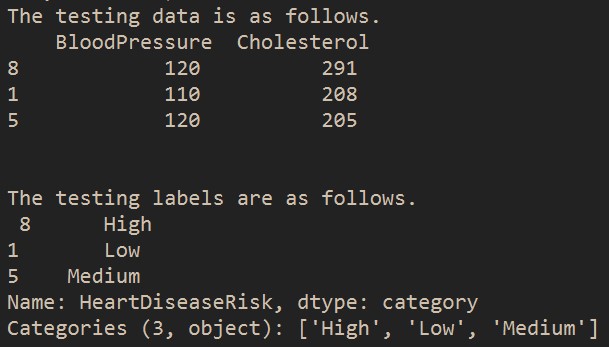 The testing data is as follows.
   BloodPressure  Cholesterol
8            120          291
1            110          208
5            120          205
The testing labels are as follows.
 8      High
1       Low
5    Medium
Name: HeartDiseaseRisk, dtype: category
Categories (3, object): ['High', 'Low', 'Medium']